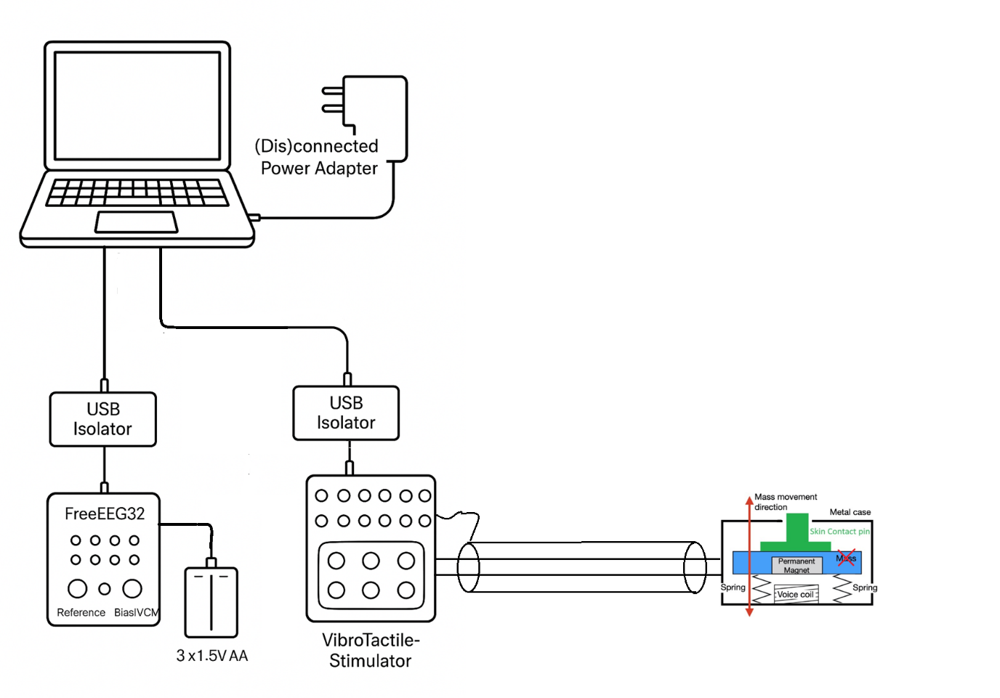 (Dis)connected
Power Adapter
USB
Isolator
USB
Isolator
FreeEEG32
Reference BiasIVCM
3 x1.5V AA
VibroTactile-
Stimulator
Mass movement
direction
Metal case
Skin Contact pin
Mass
Permanent
Magnet
Spring
Spring
Voice coil